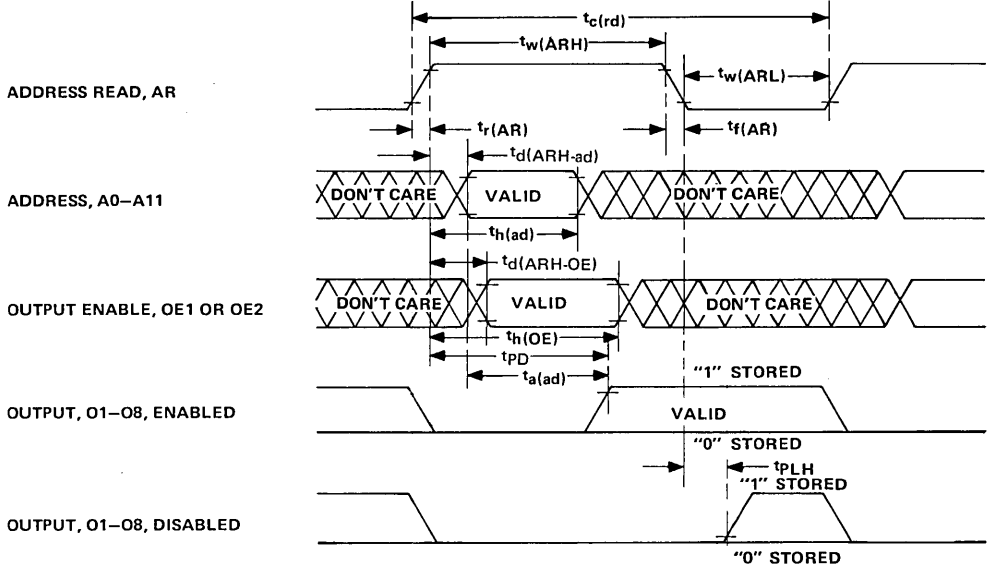 tc(rd)
tw(ARH)
tw(ARL)
ADDRESS READ, AR
tr(AR)
tf(AR)
td(ARH-ad)
ADDRESS, A0—A11
DON'T CARE
VALID
DON'T CARE
th(ad)
td(ARH-OE)
OUTPUT ENABLE, OE1 OR OE2
DON'T CARE
VALID
DON'T CARE
th(OE)
tPD
ta(ad)
"1" STORED
OUTPUT, O1—O8, ENABLED
VALID
"0" STORED
tPLH
"1" STORED
OUTPUT, O1—O8, DISABLED
"0" STORED